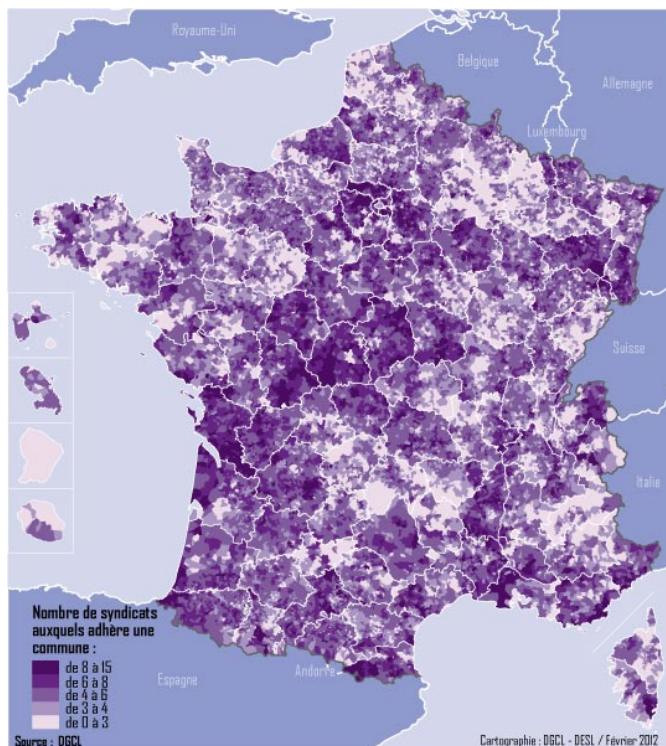 Royaume-Uni
Belgique
Allemagne
Luxembourg
Suisse
Italie
Nombre de syndicats
auxquels adhère une
commune :
de 8 à 15
de 6 à 8
de 4 à 6
de 3 à 4
de 0 à 3
Andorre
Espagne
Source : DGCL
Cartographie : DGCL - DESL / Février 2012